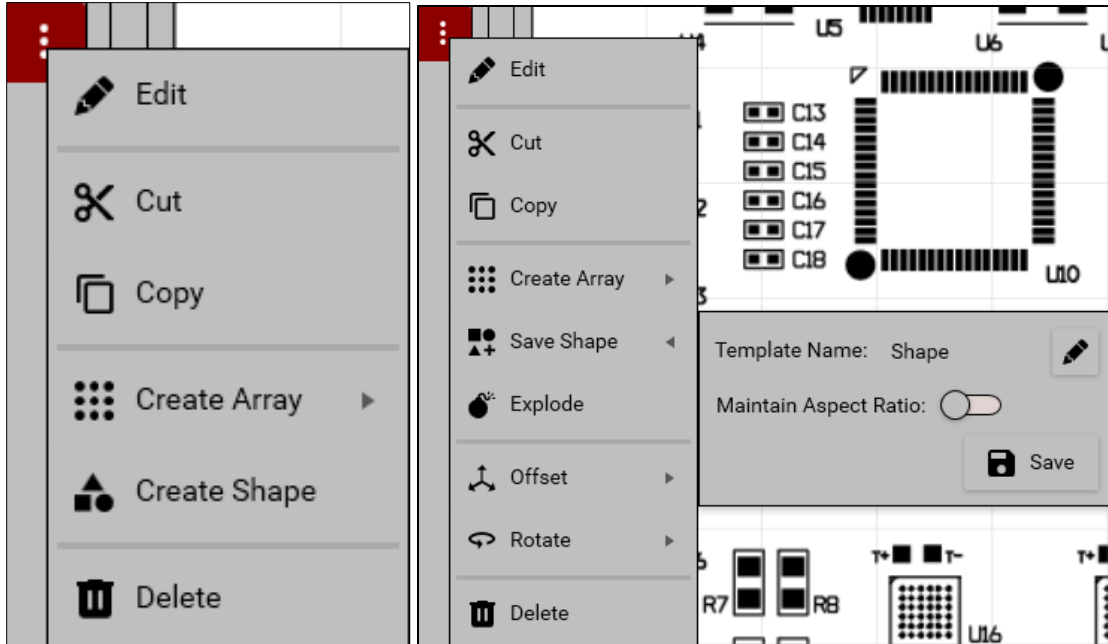 Edit
Cut
Copy
Create Array
Create Shape
Delete
Edit
Cut
Copy
Create Array
Save Shape
Explode
Offset
Rotate
Delete
U5
U6
C13
C14
C15
C16
C17
C18
U10
Template Name: Shape
Maintain Aspect Ratio:
Save
T+ T-
T+
R7
R8
U16